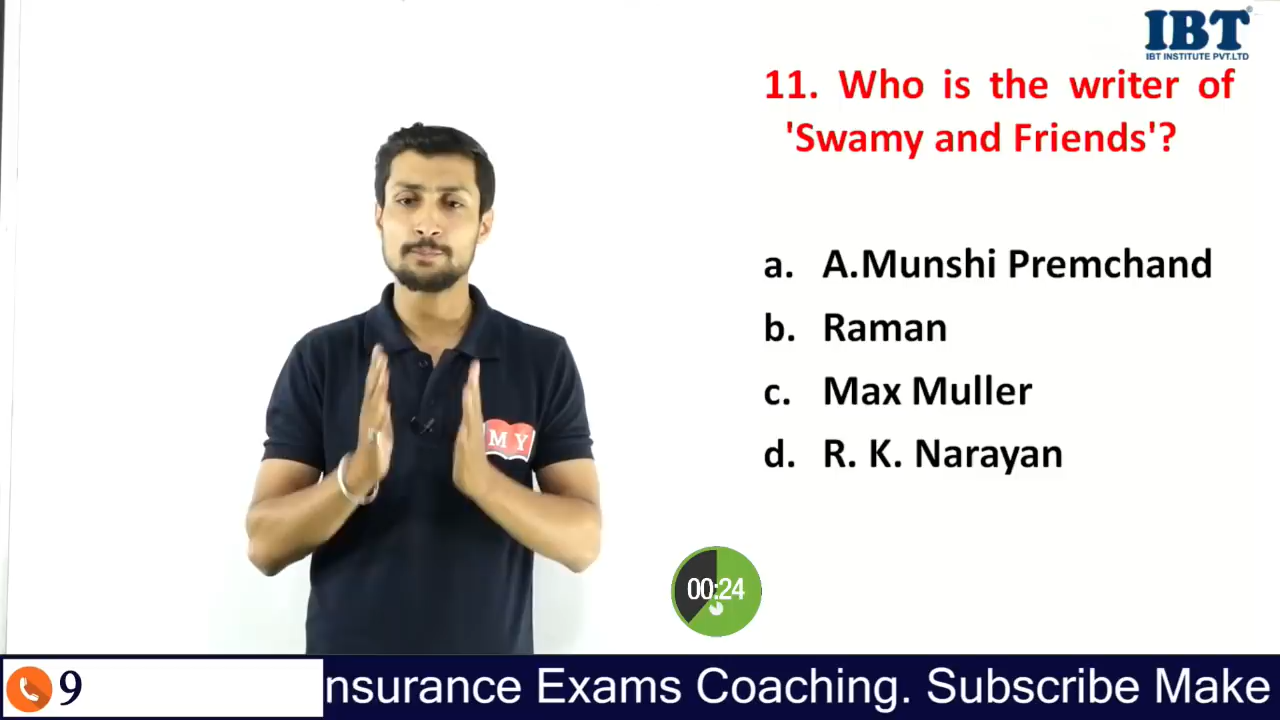 IBT
IBT INSTITUTE PVT.LTD
11. Who is the writer of
'Swamy and Friends'?
a. A.Munshi Premchand
b. Raman
c. Max Muller
d. R. K. Narayan
M Y
00:24
9
nsurance Exams Coaching. Subscribe Make